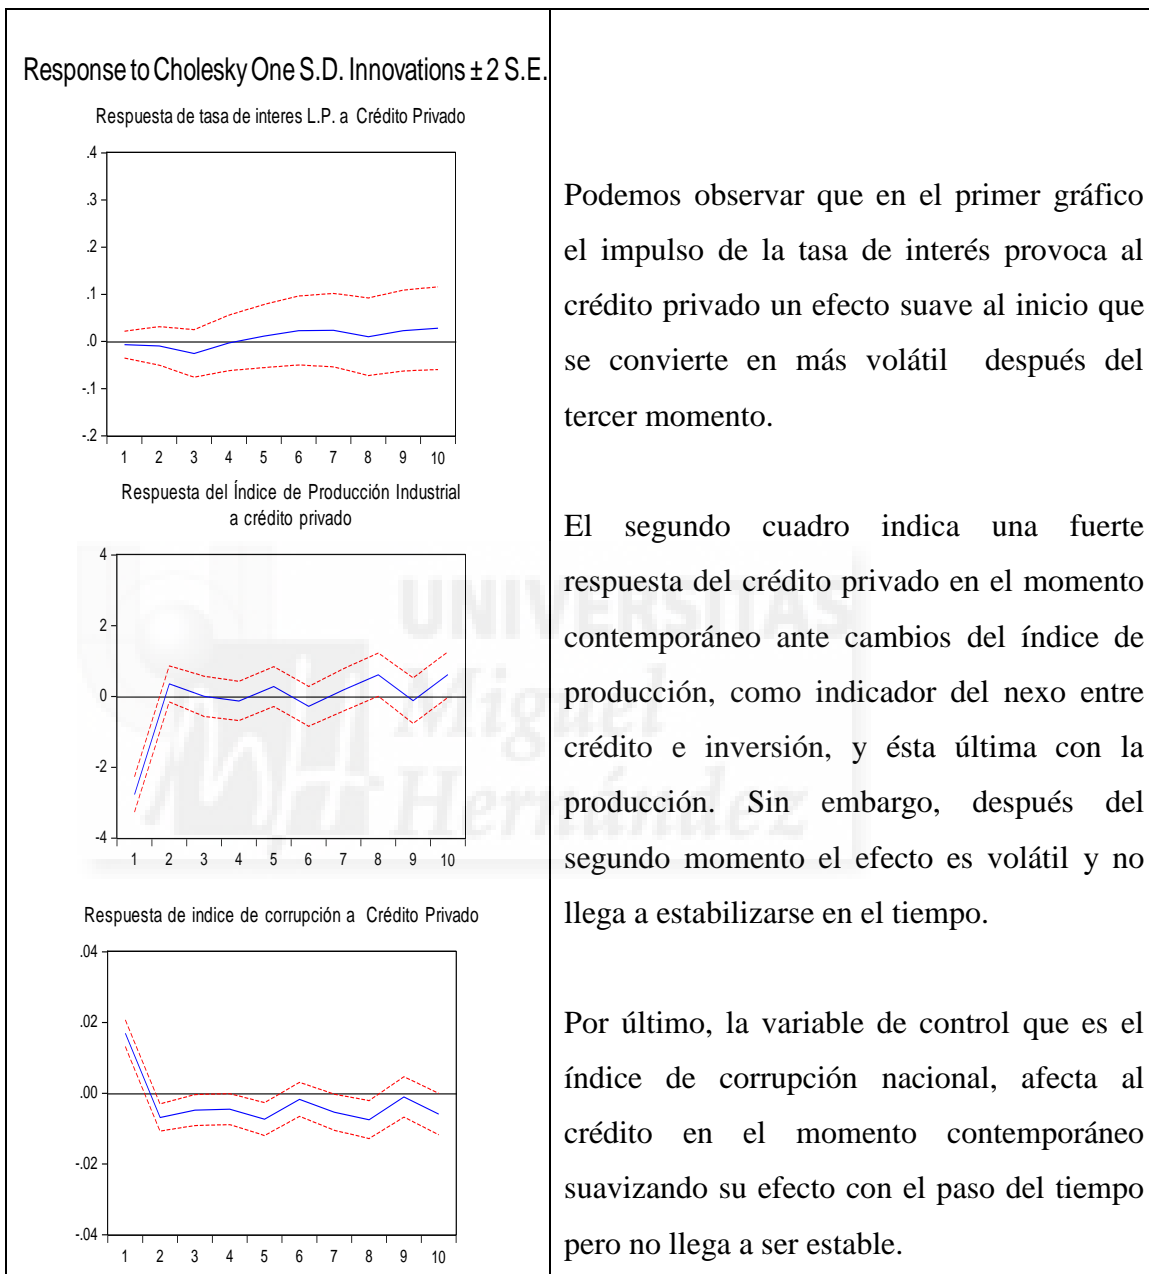 Response to Cholesky One S.D. Innovations ± 2 S.E.
Respuesta de tasa de interes L.P. a Crédito Privado
.4
.3
.2
.1
.0
-.1
-.2
1 2 3 4 5 6 7 8 9 10
Respuesta del Índice de Producción Industrial
a crédito privado
4
2
0
-2
-4
1 2 3 4 5 6 7 8 9 10
Respuesta de indice de corrupción a Crédito Privado
.04
.02
.00
-.02
-.04
1 2 3 4 5 6 7 8 9 10
Podemos observar que en el primer gráfico
el impulso de la tasa de interés provoca al
crédito privado un efecto suave al inicio que
se convierte en más volátil después del
tercer momento.
El segundo cuadro indica una fuerte
respuesta del crédito privado en el momento
contemporáneo ante cambios del índice de
producción, como indicador del nexo entre
crédito e inversión, y ésta última con la
producción. Sin embargo, después del
segundo momento el efecto es volátil y no
llega a estabilizarse en el tiempo.
Por último, la variable de control que es el
índice de corrupción nacional, afecta al
crédito en el momento contemporáneo
suavizando su efecto con el paso del tiempo
pero no llega a ser estable.
UNIVERSITAS
Miguel
Hernández